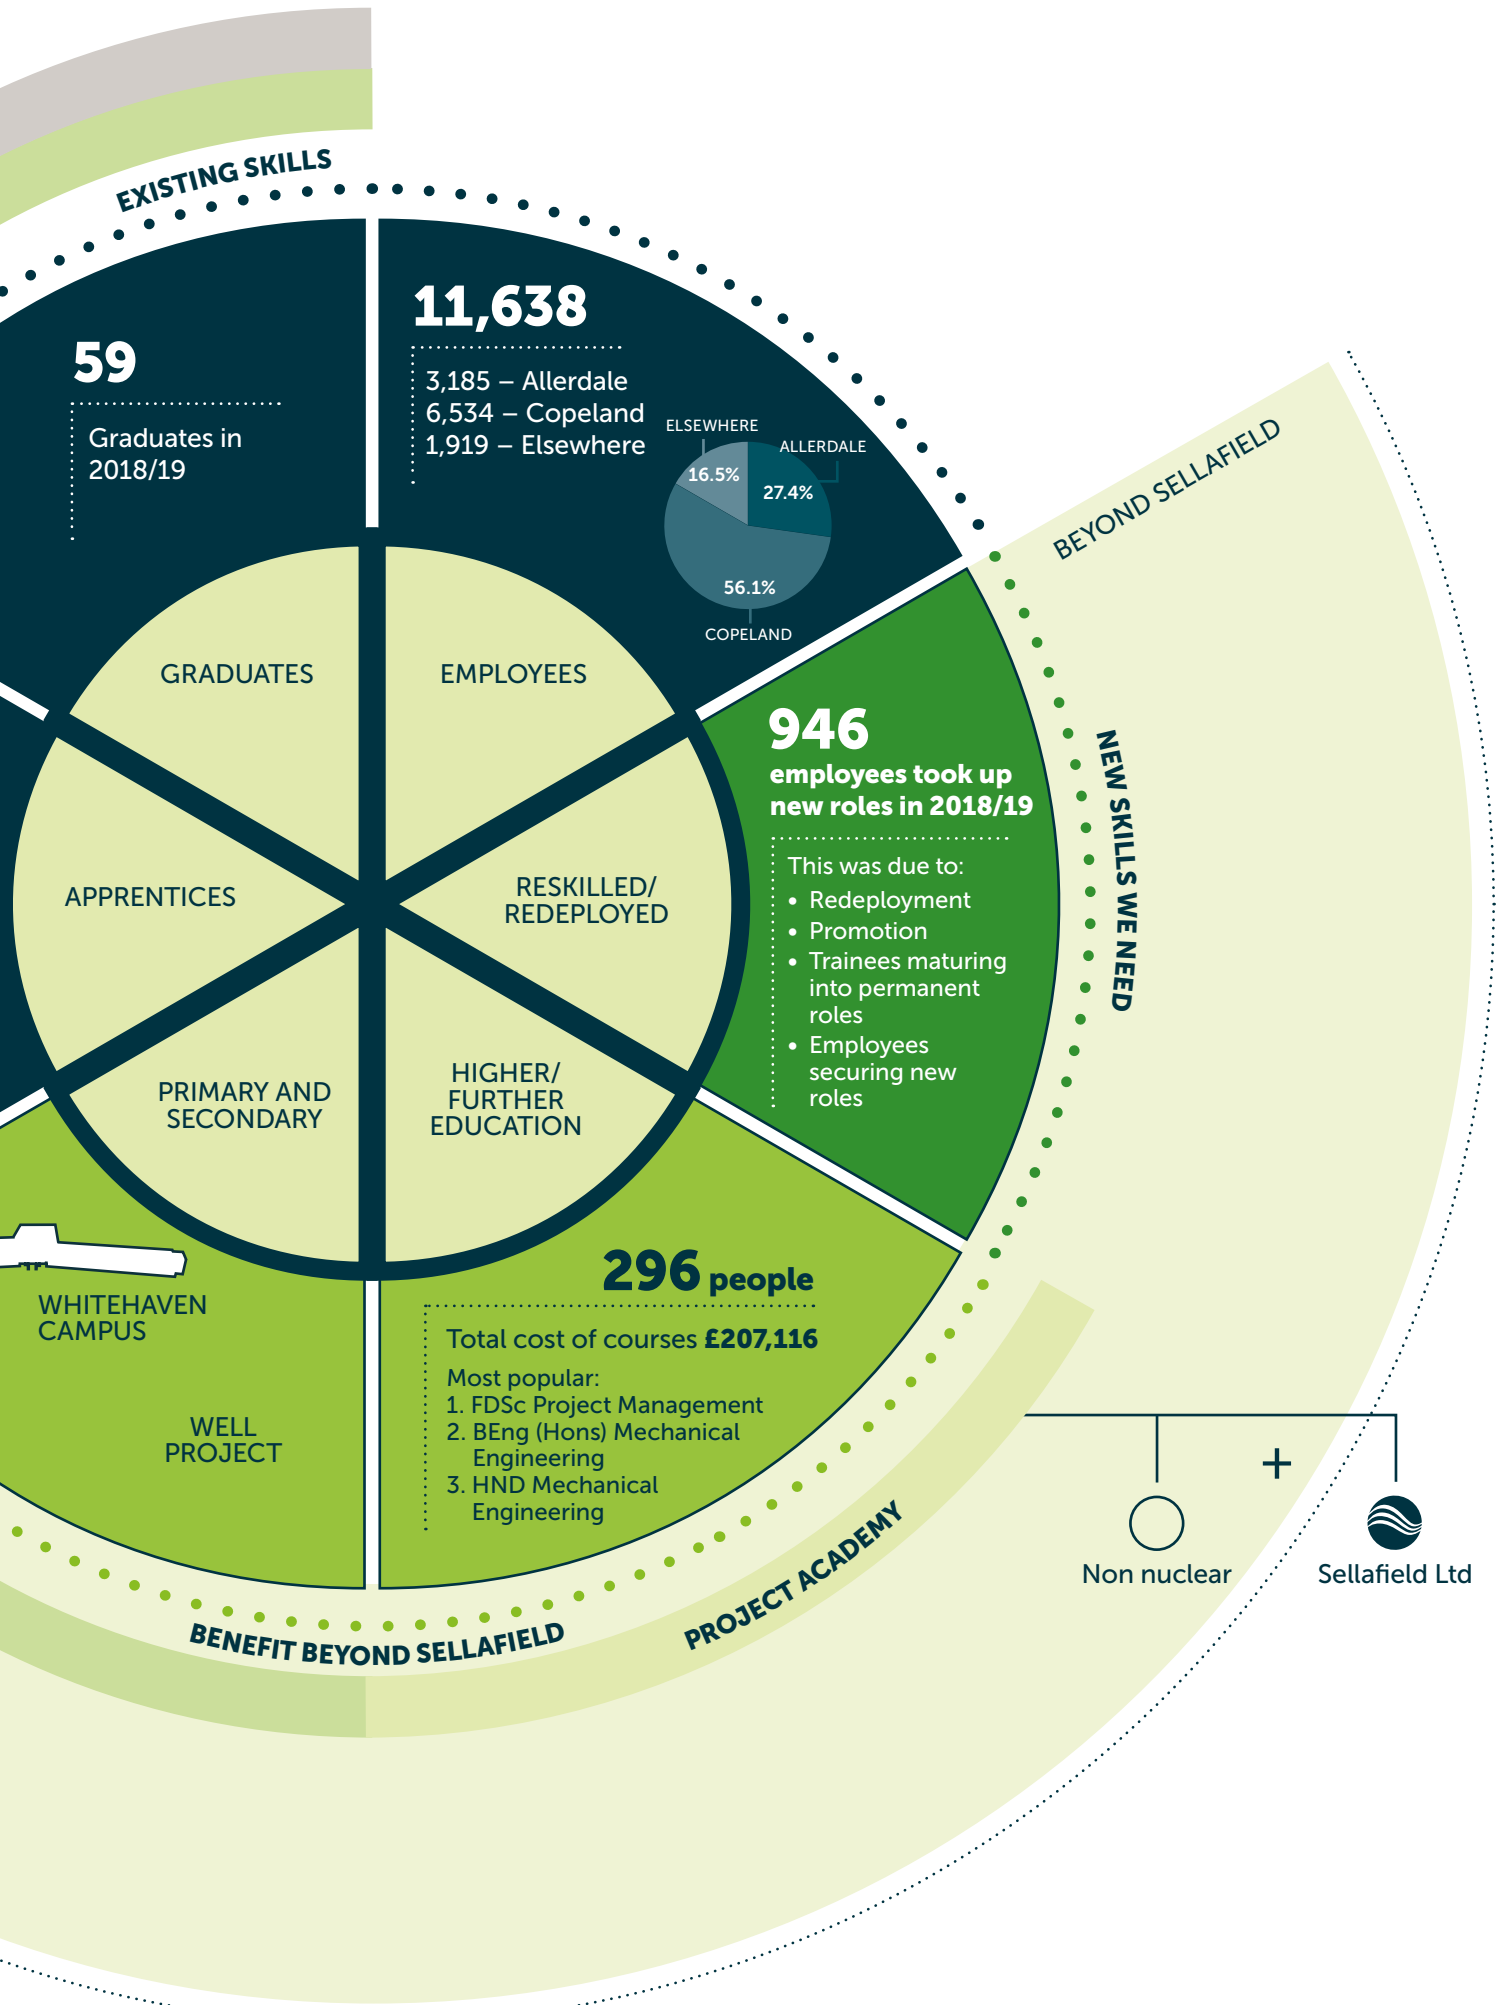 EXISTING SKILLS
59
Graduates in
2018/19
11,638
3,185 – Allerdale
6,534 – Copeland
1,919 – Elsewhere
ELSEWHERE
ALLERDALE
16.5%
27.4%
56.1%
COPELAND
BEYOND SELLAFIELD
GRADUATES
EMPLOYEES
APPRENTICES
RESKILLED/
REDEPLOYED
PRIMARY AND
SECONDARY
HIGHER/
FURTHER
EDUCATION
946
employees took up
new roles in 2018/19
This was due to:
• Redeployment
• Promotion
• Trainees maturing
into permanent
roles
• Employees
securing new
roles
NEW SKILLS WE NEED
WHITEHAVEN
CAMPUS
WELL
PROJECT
296 people
Total cost of courses £207,116
Most popular:
1. FDSc Project Management
2. BEng (Hons) Mechanical
Engineering
3. HND Mechanical
Engineering
BENEFIT BEYOND SELLAFIELD
PROJECT ACADEMY
+
Non nuclear
Sellafield Ltd